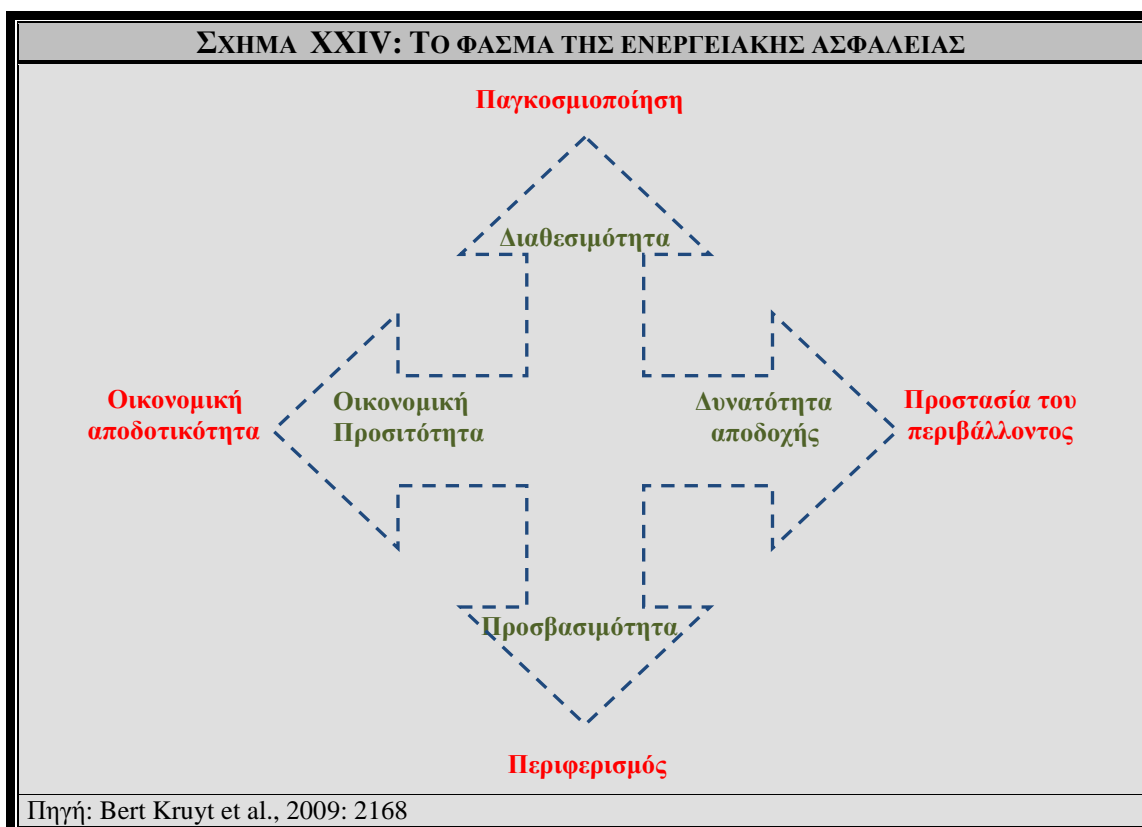 ΣΧΗΜΑ XXIV: ΤΟ ΦΑΣΜΑ ΤΗΣ ΕΝΕΡΓΕΙΑΚΗΣ ΑΣΦΑΛΕΙΑΣ
Παγκοσμιοποίηση
Διαθεσιμότητα
Οικονομική
αποδοτικότητα
Οικονομική
Προσιτότητα
Δυνατότητα
αποδοχής
Προστασία του
περιβάλλοντος
Προσβασιμότητα
Περιφερισμός
Πηγή: Bert Kruyt et al., 2009: 2168